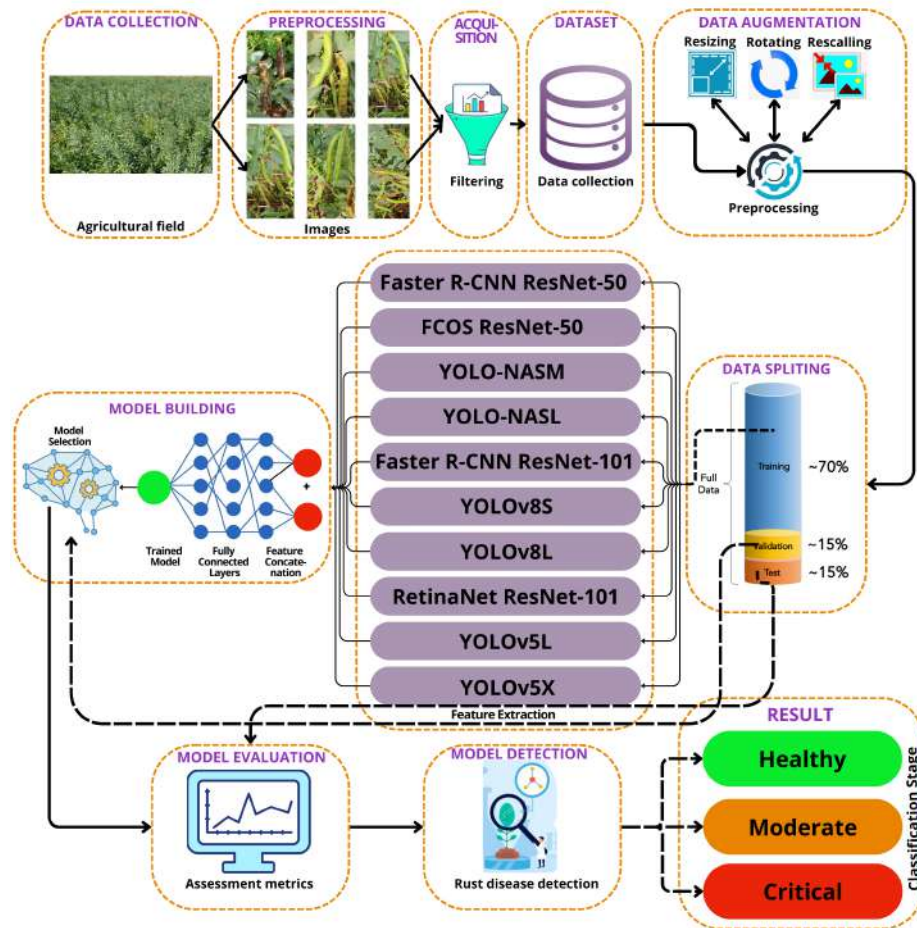 DATA COLLECTION
Agricultural field
PREPROCESSING
Images
ACQUI-
SITION
Filtering
DATASET
Data collection
DATA AUGMENTATION
Resizing
Rotating
Rescalling
Preprocessing
Faster R-CNN ResNet-50
FCOS ResNet-50
YOLO-NASM
YOLO-NASL
Faster R-CNN ResNet-101
YOLOv8S
YOLOv8L
RetinaNet ResNet-101
YOLOv5L
YOLOv5X
Feature Extraction
DATA SPLITING
Full
Data
Training
~70%
Validation
~15%
Test
~15%
MODEL BUILDING
Model
Selection
Trained
Model
Fully
Connected
Layers
Feature
Concate-
nation
+
MODEL EVALUATION
Assessment metrics
MODEL DETECTION
Rust disease detection
RESULT
Healthy
Moderate
Critical
Classification Stage